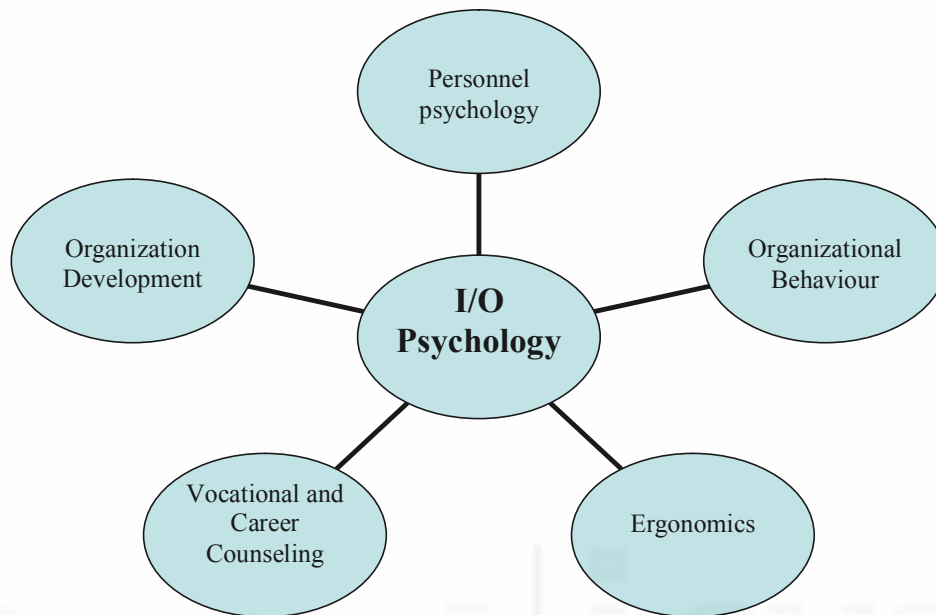 Personnel
psychology
Organization
Development
Organizational
Behaviour
I/O
Psychology
Vocational and
Career
Counseling
Ergonomics